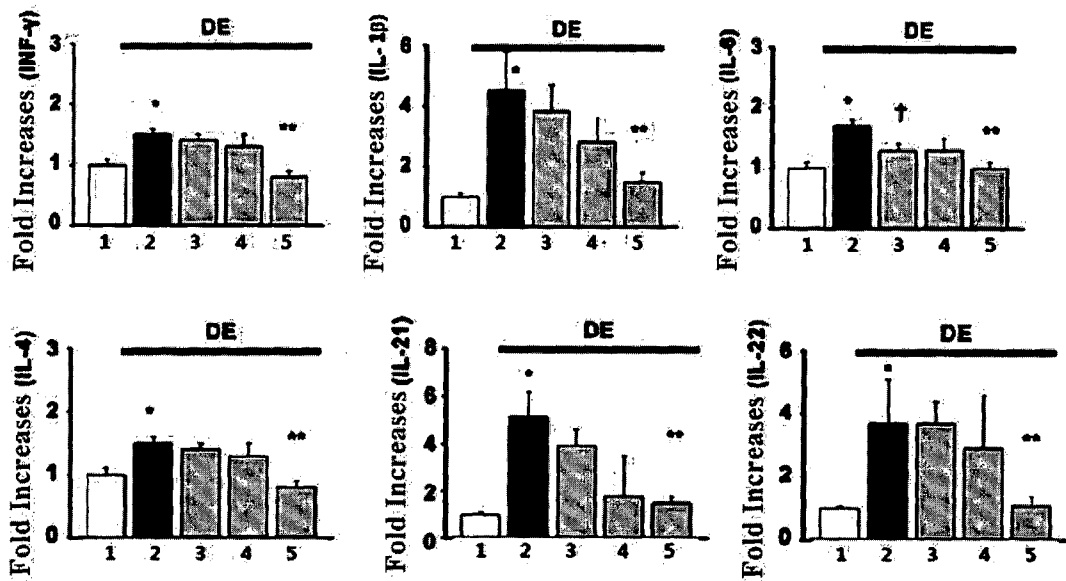 DE
Fold Increases (INF-γ)
3
2
1
0
*
**
1 2 3 4 5
DE
Fold Increases (IL-1β)
6
4
2
0
*
**
1 2 3 4 5
DE
Fold Increases (IL-6)
3
2
1
0
*
†
**
1 2 3 4 5
DE
Fold Increases (IL-4)
3
2
1
0
*
**
1 2 3 4 5
DE
Fold Increases (IL-21)
8
6
4
2
0
*
**
1 2 3 4 5
DE
Fold Increases (IL-22)
6
4
2
0
*
**
1 2 3 4 5